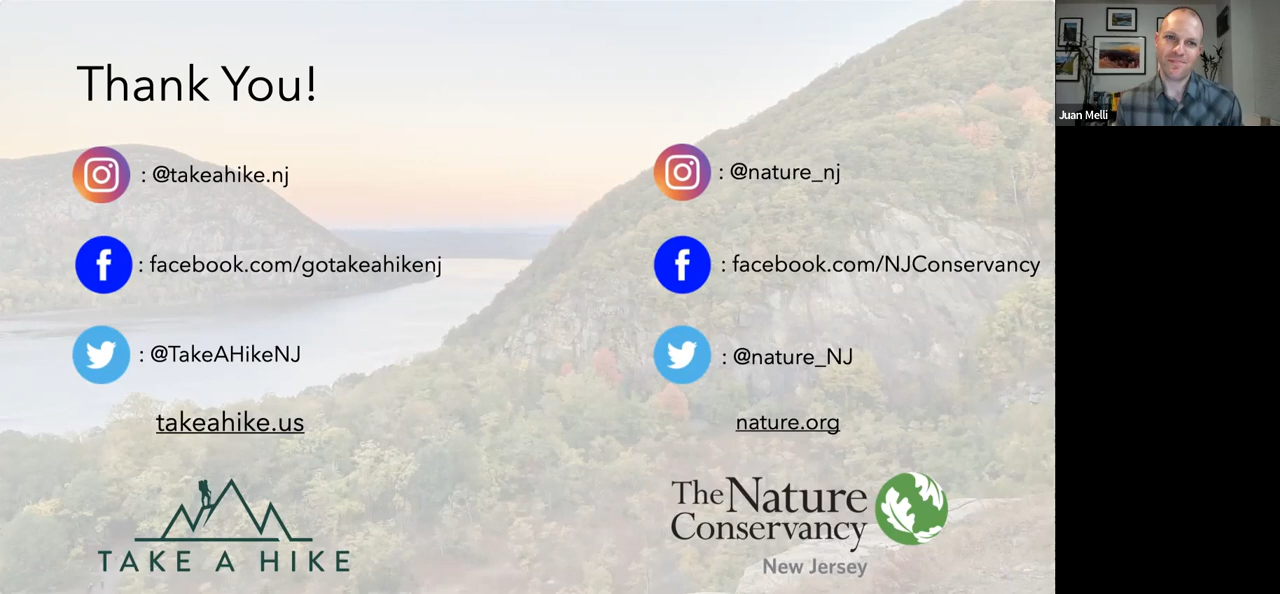 Thank You!
: @takeahike.nj
: facebook.com/gotakeahikenj
: @TakeAHikeNJ
takeahike.us
TAKE A HIKE
: @nature_nj
: facebook.com/NJConservancy
: @nature_NJ
nature.org
The Nature
Conservancy
New Jersey
Juan Melli